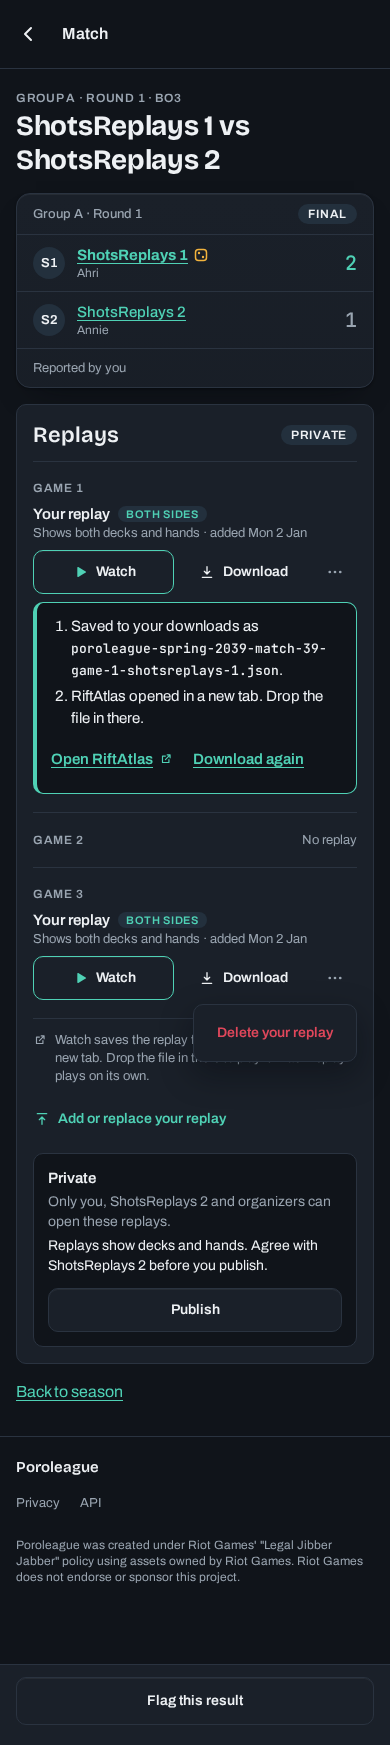 Match
GROUP A · ROUND 1 · BO3
ShotsReplays 1 vs
ShotsReplays 2
Group A · Round 1
FINAL
S1
ShotsReplays 1
Ahri
2
S2
ShotsReplays 2
Annie
1
Reported by you
Replays
PRIVATE
GAME 1
Your replay BOTH SIDES
Shows both decks and hands · added Mon 2 Jan
Watch
Download
1. Saved to your downloads as
poroleague-spring-2039-match-39-
game-1-shotsreplays-1.json.
2. RiftAtlas opened in a new tab. Drop the
file in there.
Open RiftAtlas
Download again
GAME 2
No replay
GAME 3
Your replay BOTH SIDES
Shows both decks and hands · added Mon 2 Jan
Watch
Download
Delete your replay
Watch saves the replay
new tab. Drop the file in
plays on its own.
Add or replace your replay
Private
Only you, ShotsReplays 2 and organizers can
open these replays.
Replays show decks and hands. Agree with
ShotsReplays 2 before you publish.
Publish
Back to season
Poroleague
Privacy
API
Poroleague was created under Riot Games' "Legal Jibber
Jabber" policy using assets owned by Riot Games. Riot Games
does not endorse or sponsor this project.
Flag this result